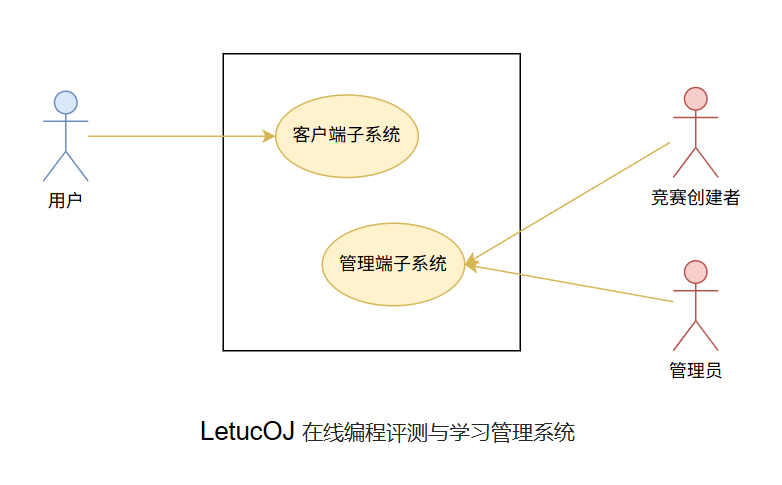 客户端子系统
用户
竞赛创建者
管理端子系统
管理员
LetucOJ 在线编程评测与学习管理系统